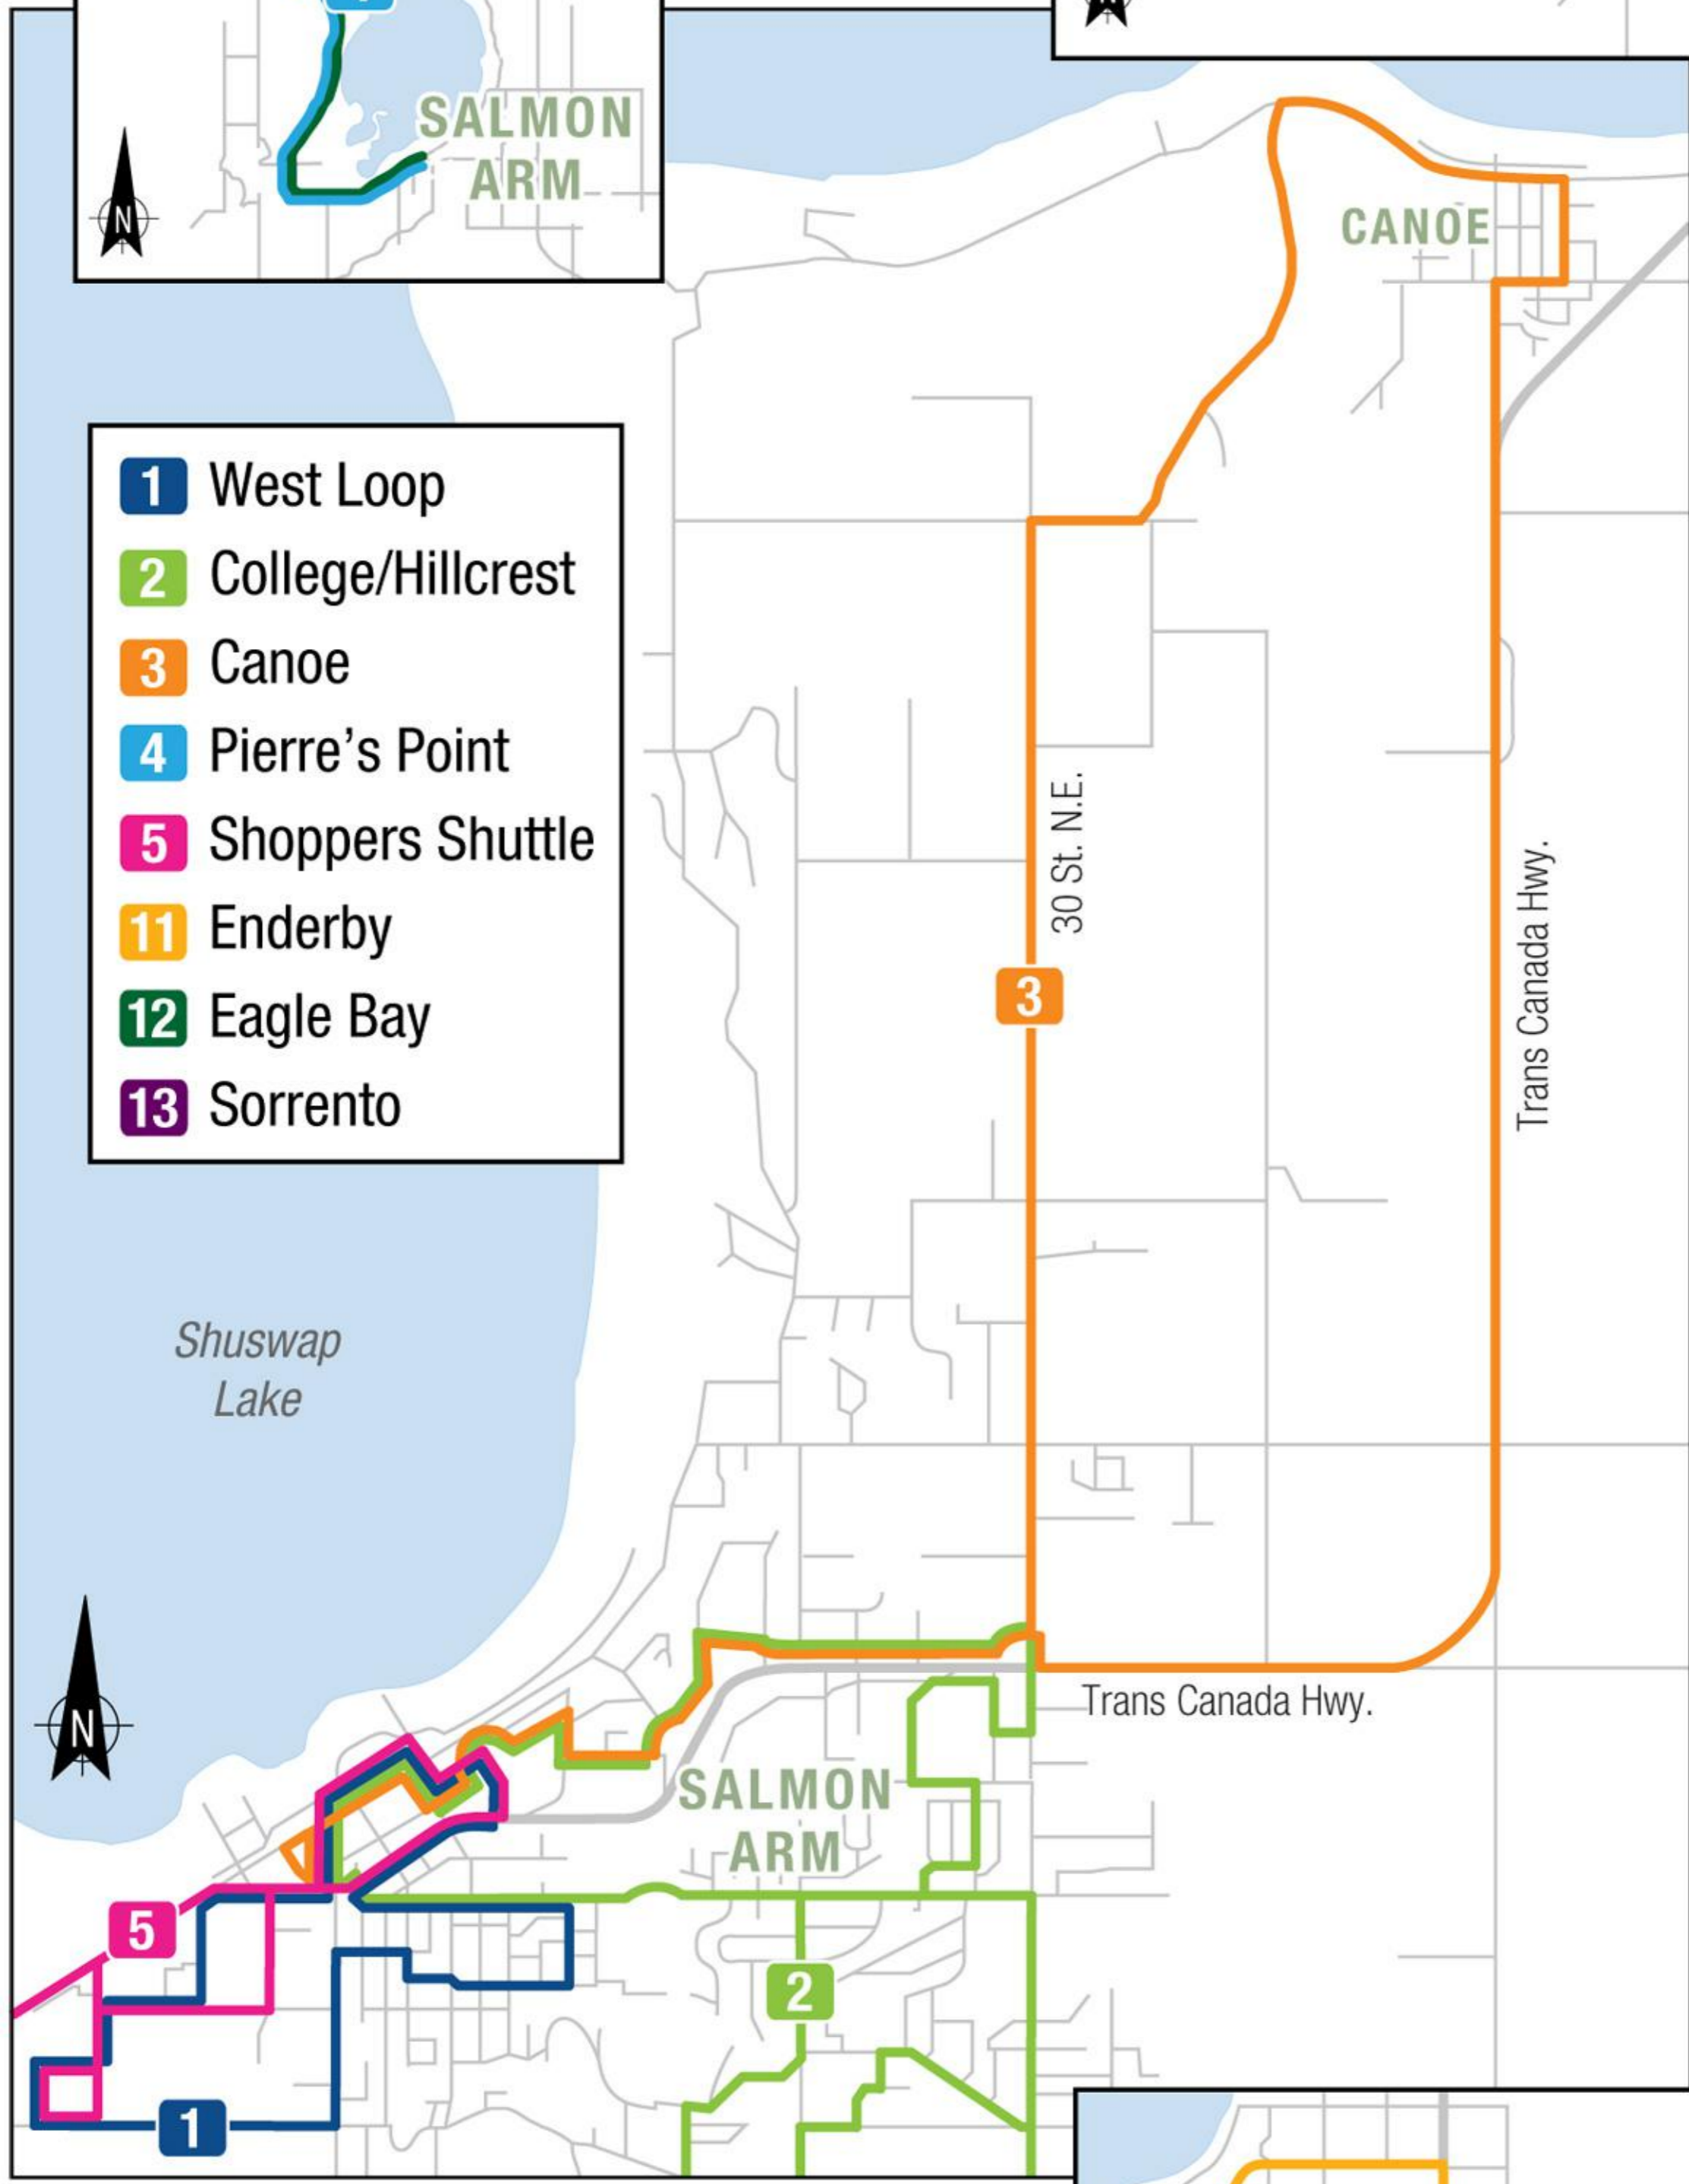 SALMON
ARM
N
CANOE
1 West Loop
2 College/Hillcrest
3 Canoe
4 Pierre's Point
5 Shoppers Shuttle
11 Enderby
12 Eagle Bay
13 Sorrento
30 St. N.E.
Trans Canada Hwy.
3
Shuswap
Lake
N
Trans Canada Hwy.
SALMON
ARM
5
2
1